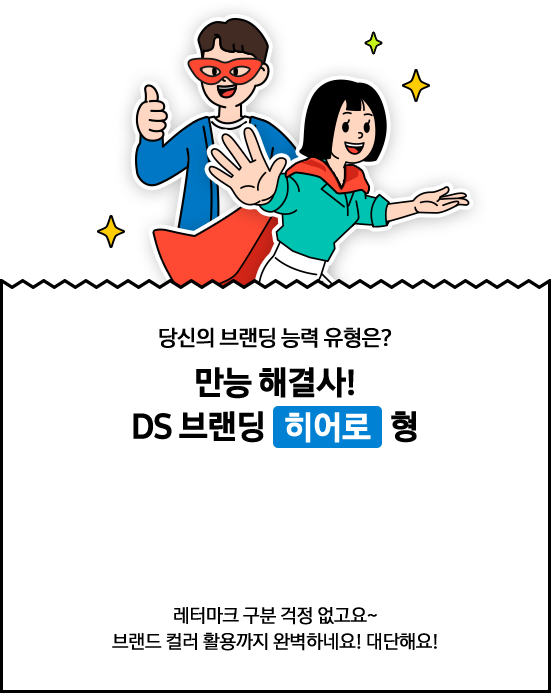 당신의 브랜딩 능력 유형은?
만능 해결사!
DS 브랜딩 히어로 형
레터마크 구분 걱정 없고요~
브랜드 컬러 활용까지 완벽하네요! 대단해요!